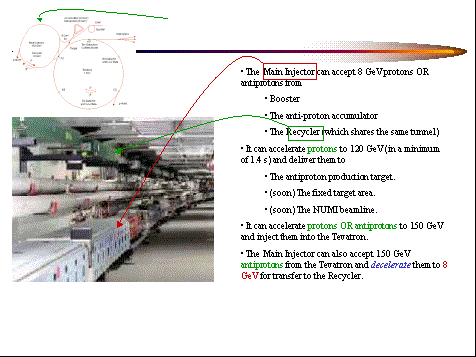 • The Main Injector can accept 8 GeV protons OR
antiprotons from
• Booster
• The anti-proton accumulator
• The Recycler (which shares the same tunnel)
• It can accelerate protons to 120 GeV (in a minimum
of 1.4 s) and deliver them to
• The antiproton production target.
• (soon) The fixed target area.
• (soon) The NUMI beamline.
• It can accelerate protons OR antiprotons to 150 GeV
and inject them into the Tevatron.
• The Main Injector can also accept 150 GeV
antiprotons from the Tevatron and decelerate them to 8
GeV for transfer to the Recycler.